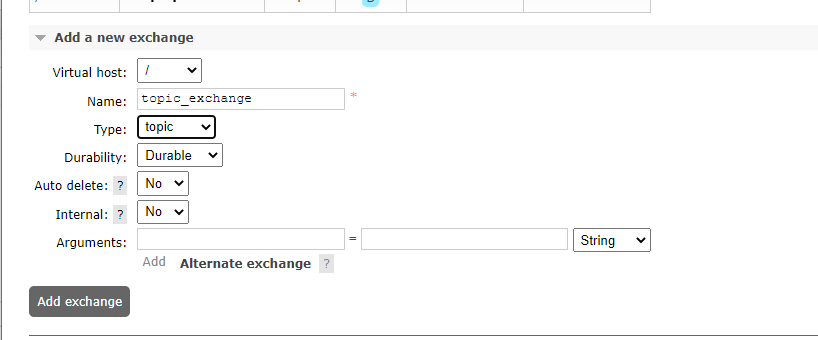 Add a new exchange
Virtual host: /
Name: topic_exchange *
Type: topic
Durability: Durable
Auto delete: ? No
Internal: ? No
Arguments: = String
Add Alternate exchange ?
Add exchange